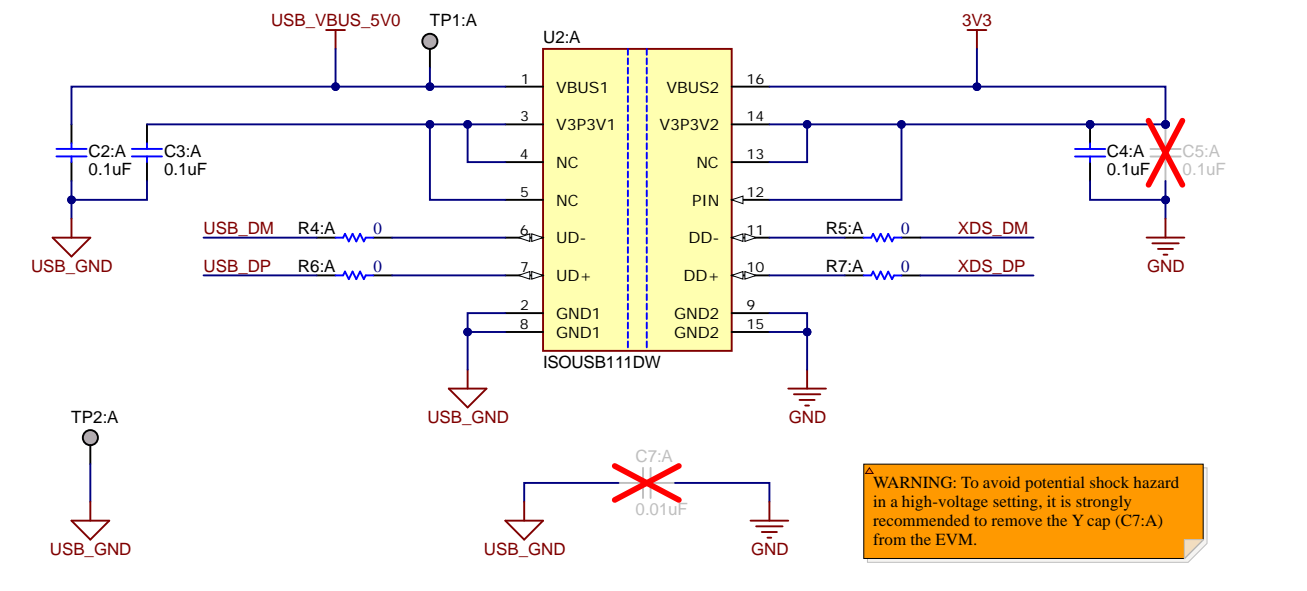 USB_VBUS_5V0 TP1:A 3V3
U2:A
1 VBUS1 VBUS2 16
3 V3P3V1 V3P3V2 14
C2:A C3:A 4 NC NC 13 C4:A C5:A
0.1uF 0.1uF 0.1uF 0.1uF
5 NC PIN 12
USB_DM R4:A 0 6 UD- DD- 11 R5:A 0 XDS_DM
USB_GND GND
USB_DP R6:A 0 7 UD+ DD+ 10 R7:A 0 XDS_DP
2 GND1 GND2 9
8 GND1 GND2 15
ISOUSB111DW
USB_GND GND
TP2:A
C7:A
0.01uF
USB_GND USB_GND GND
WARNING: To avoid potential shock hazard
in a high-voltage setting, it is strongly
recommended to remove the Y cap (C7:A)
from the EVM.